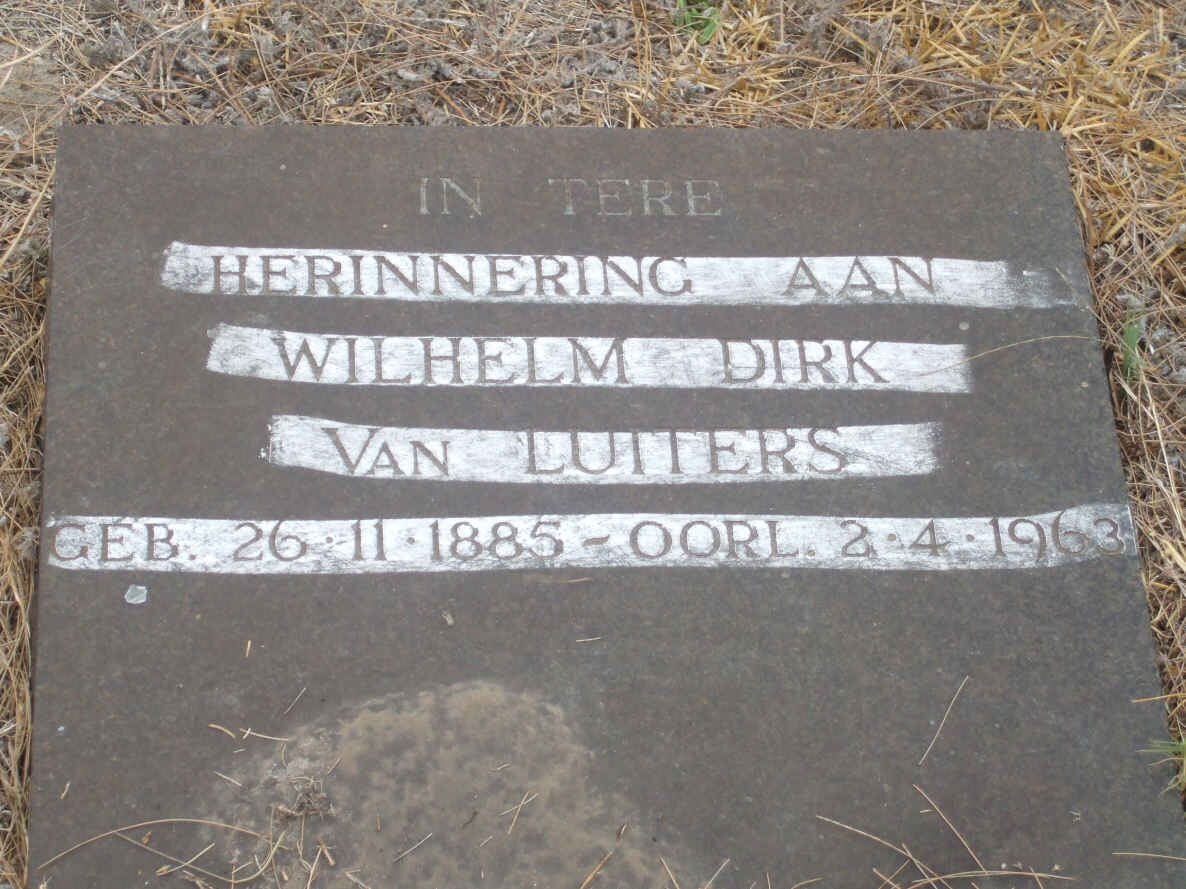 IN TERE
HERINNERING AAN
WILHELM DIRK
VAN LUITERS
GEB. 26·11·1885 - OORL. 2·4·1963